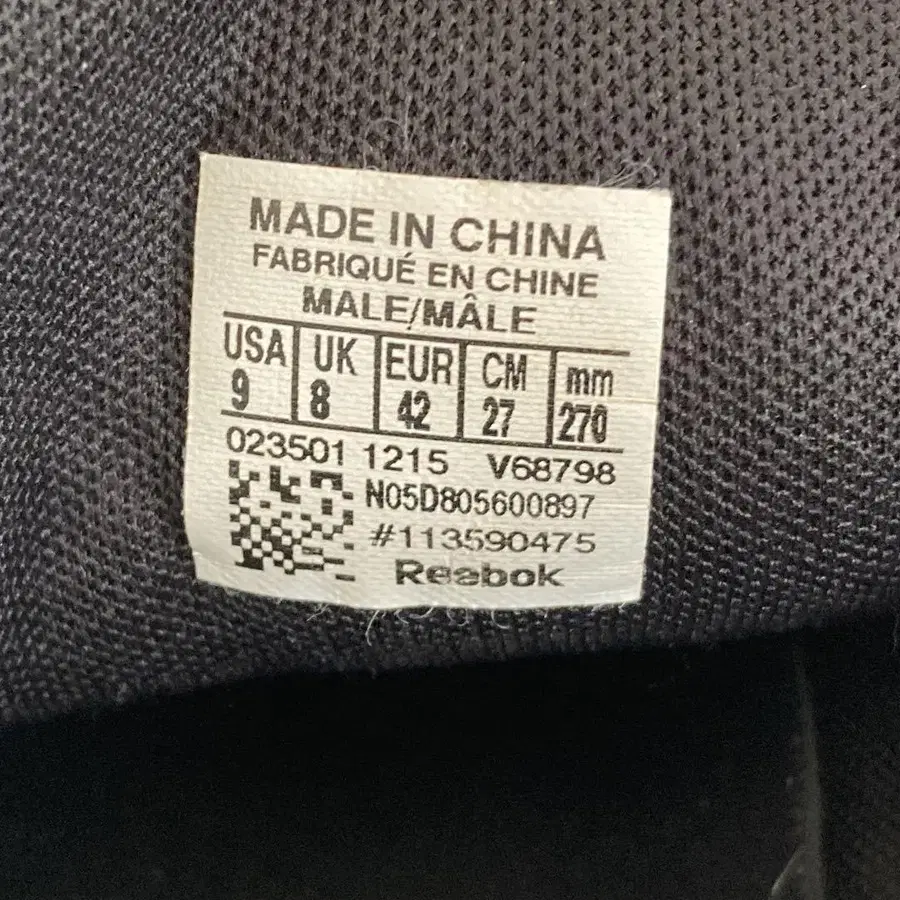 MADE IN CHINA
FABRIQUÉ EN CHINE
MALE/MÂLE
USA UK EUR CM mm
9 8 42 27 270
023501 1215 V68798
N05D805600897
#113590475
Reebok